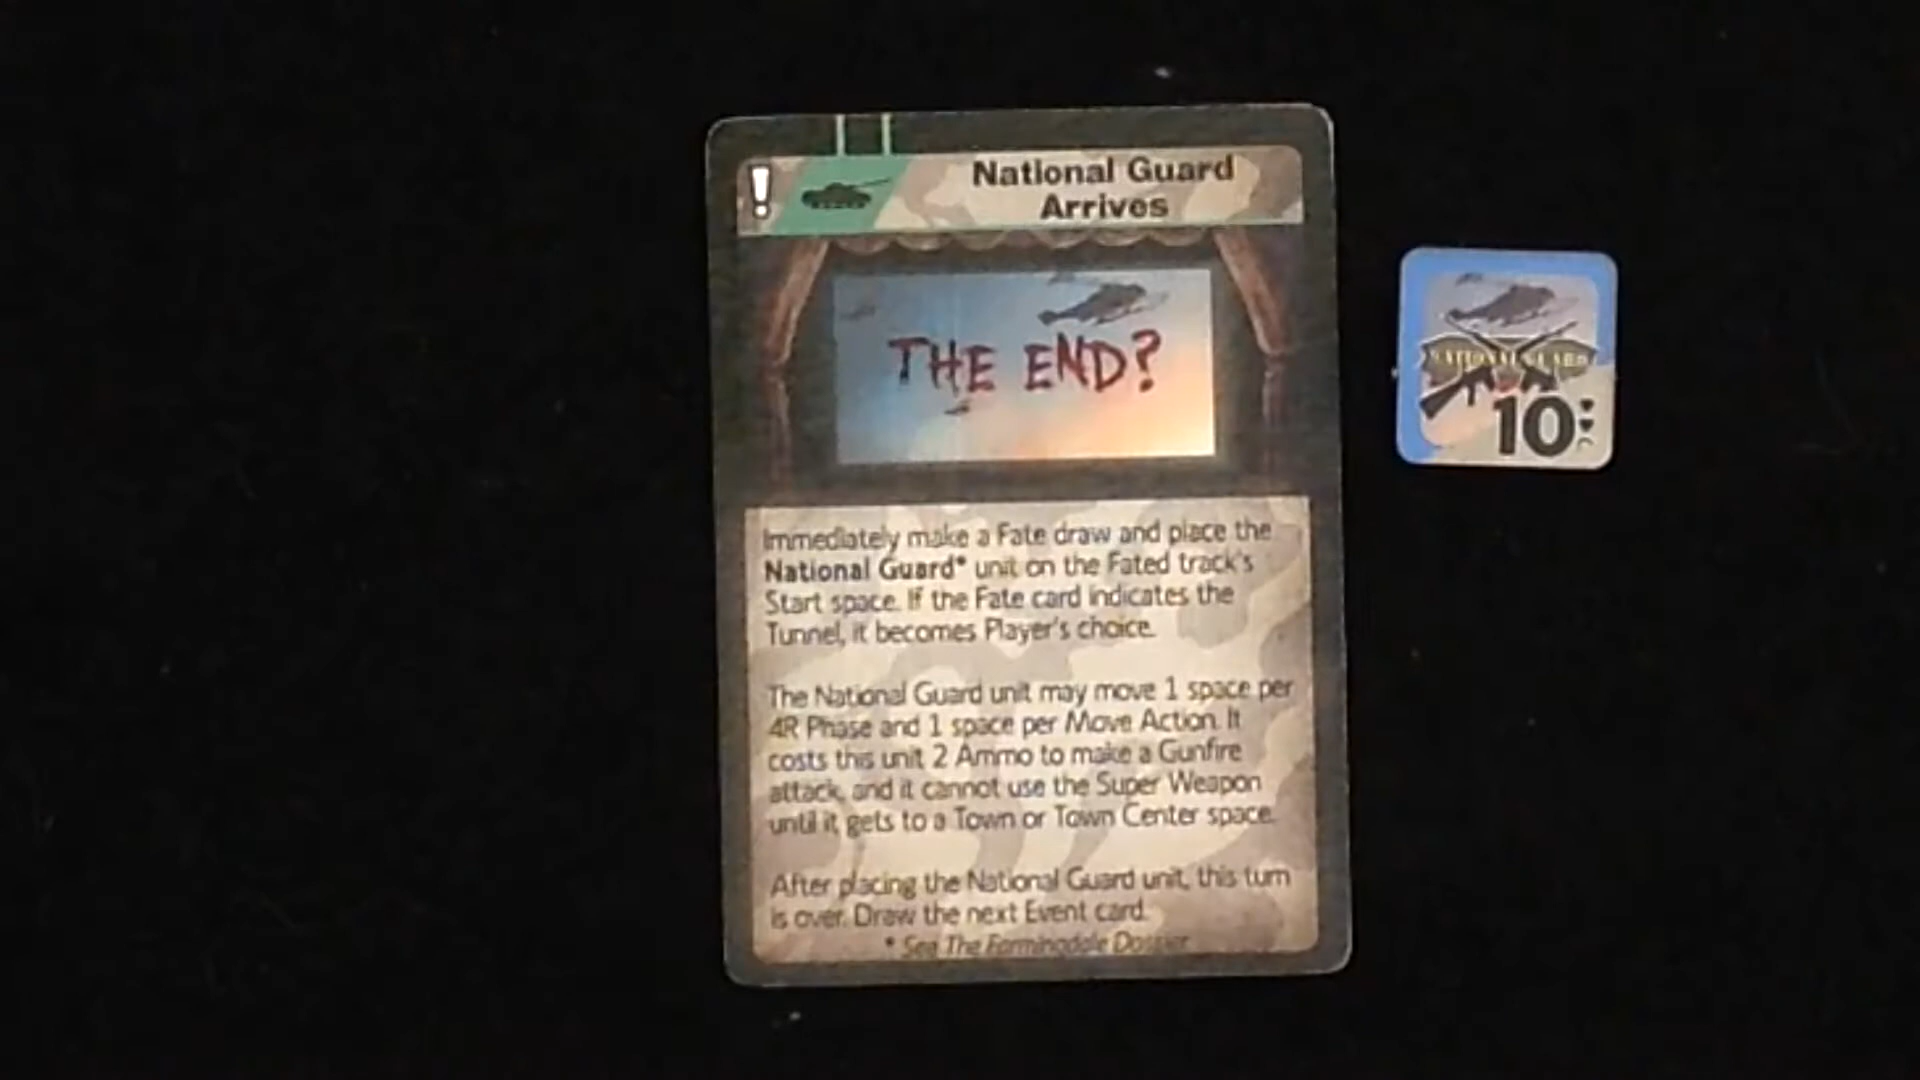 !
National Guard
Arrives
THE END?
Immediately make a Fate draw and place the
National Guard* unit on the Fated track's
Start space. If the Fate card indicates the
Tunnel, it becomes Player's choice.
The National Guard unit may move 1 space per
4R Phase and 1 space per Move Action. It
costs this unit 2 Ammo to make a Gunfire
attack, and it cannot use the Super Weapon
until it gets to a Town or Town Center space.
After placing the National Guard unit, this turn
is over. Draw the next Event card.
* See The Farmingdale Dossier
NATIONAL GUARD
10